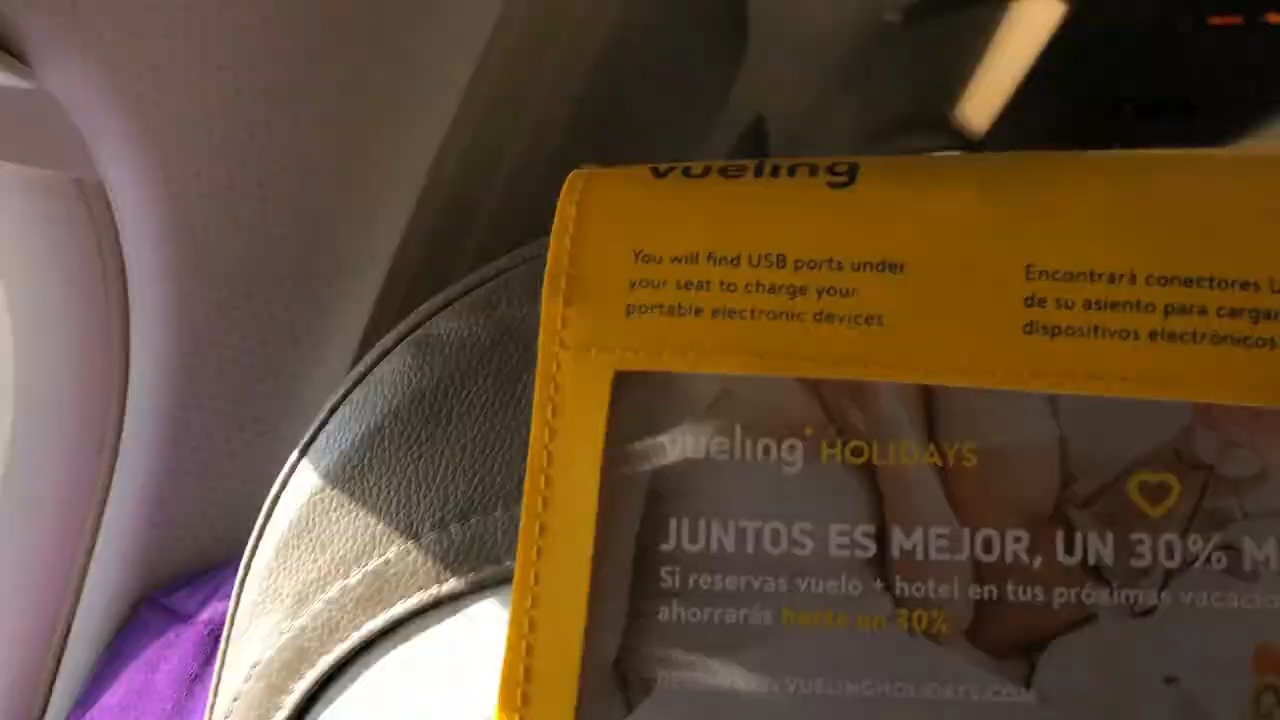 vueling
You will find USB ports under
your seat to charge your
portable electronic devices
Encontrará conectores
de su asiento para cargar
dispositivos electrónicos
vueling HOLIDAYS
JUNTOS ES MEJOR, UN 30%
Si reservas vuelo + hotel en tus próximas
ahorrarás hasta un 30%
VUELINGHOLIDAYS.COM